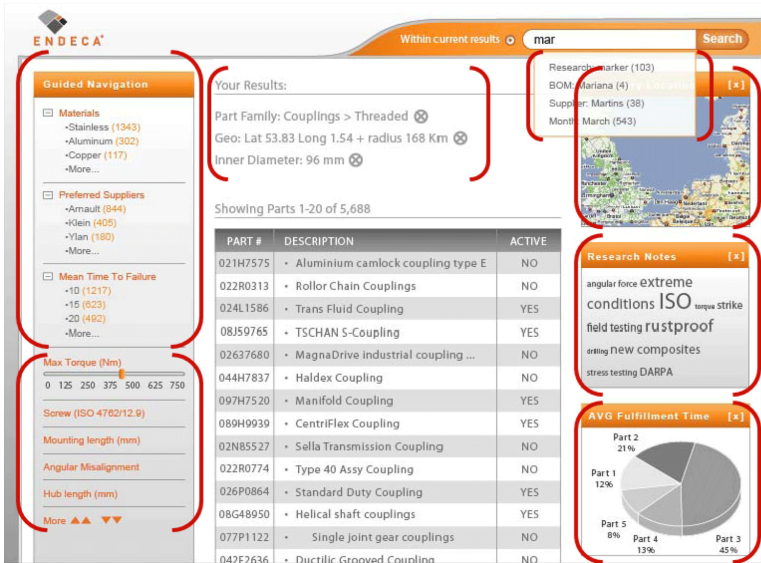 ENDECA
Within current results
mar
Search
Research: marker (103)
BOM: Mariana (4)
Supplier: Martins (38)
Month: March (543)
Guided Navigation
Materials
•Stainless (1343)
•Aluminum (302)
•Copper (117)
•More...
Preferred Suppliers
•Arnault (844)
•Klein (405)
•Ylan (180)
•More...
Mean Time To Failure
•10 (1217)
•15 (623)
•20 (492)
•More...
Max Torque (Nm)
0 125 250 375 500 625 750
Screw (ISO 4762/12.9)
Mounting length (mm)
Angular Misalignment
Hub length (mm)
More
Your Results:
Part Family: Couplings > Threaded
Geo: Lat 53.83 Long 1.54 + radius 168 Km
Inner Diameter: 96 mm
Showing Parts 1-20 of 5,688
PART # DESCRIPTION ACTIVE
021H7575 • Aluminium camlock coupling type E NO
022R0313 • Rollor Chain Couplings NO
024L1586 • Trans Fluid Coupling YES
08J59765 • TSCHAN S-Coupling YES
02637680 • MagnaDrive industrial coupling ... NO
044H7837 • Haldex Coupling NO
097H7520 • Manifold Coupling YES
089H9939 • CentriFlex Coupling YES
02N85527 • Sella Transmission Coupling NO
022R0774 • Type 40 Assy Coupling NO
026P0864 • Standard Duty Coupling YES
08G48950 • Helical shaft couplings YES
077P1122 • Single joint gear couplings NO
042F2636 • Ductilic Grooved Coupling NO
[x]
United Kingdom
Research Notes [x]
angular force extreme
conditions ISO torque strike
field testing rustproof
drilling new composites
stress testing DARPA
AVG Fulfillment Time [x]
Part 2
21%
Part 1
12%
Part 5
8%
Part 4
13%
Part 3
45%